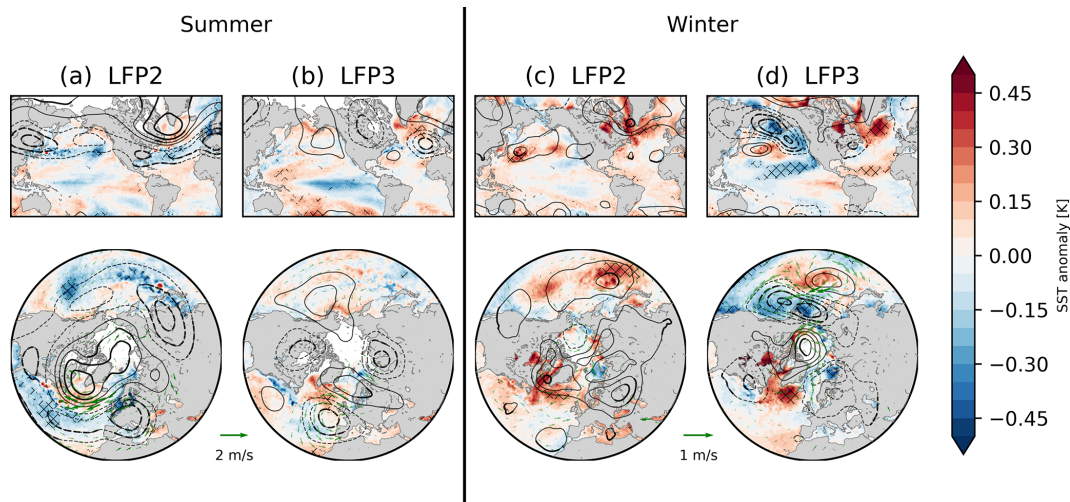 Summer
Winter
(a) LFP2
(b) LFP3
(c) LFP2
(d) LFP3
0.45
0.30
0.15
0.00
−0.15
−0.30
−0.45
SST anomaly [K]
2 m/s
1 m/s